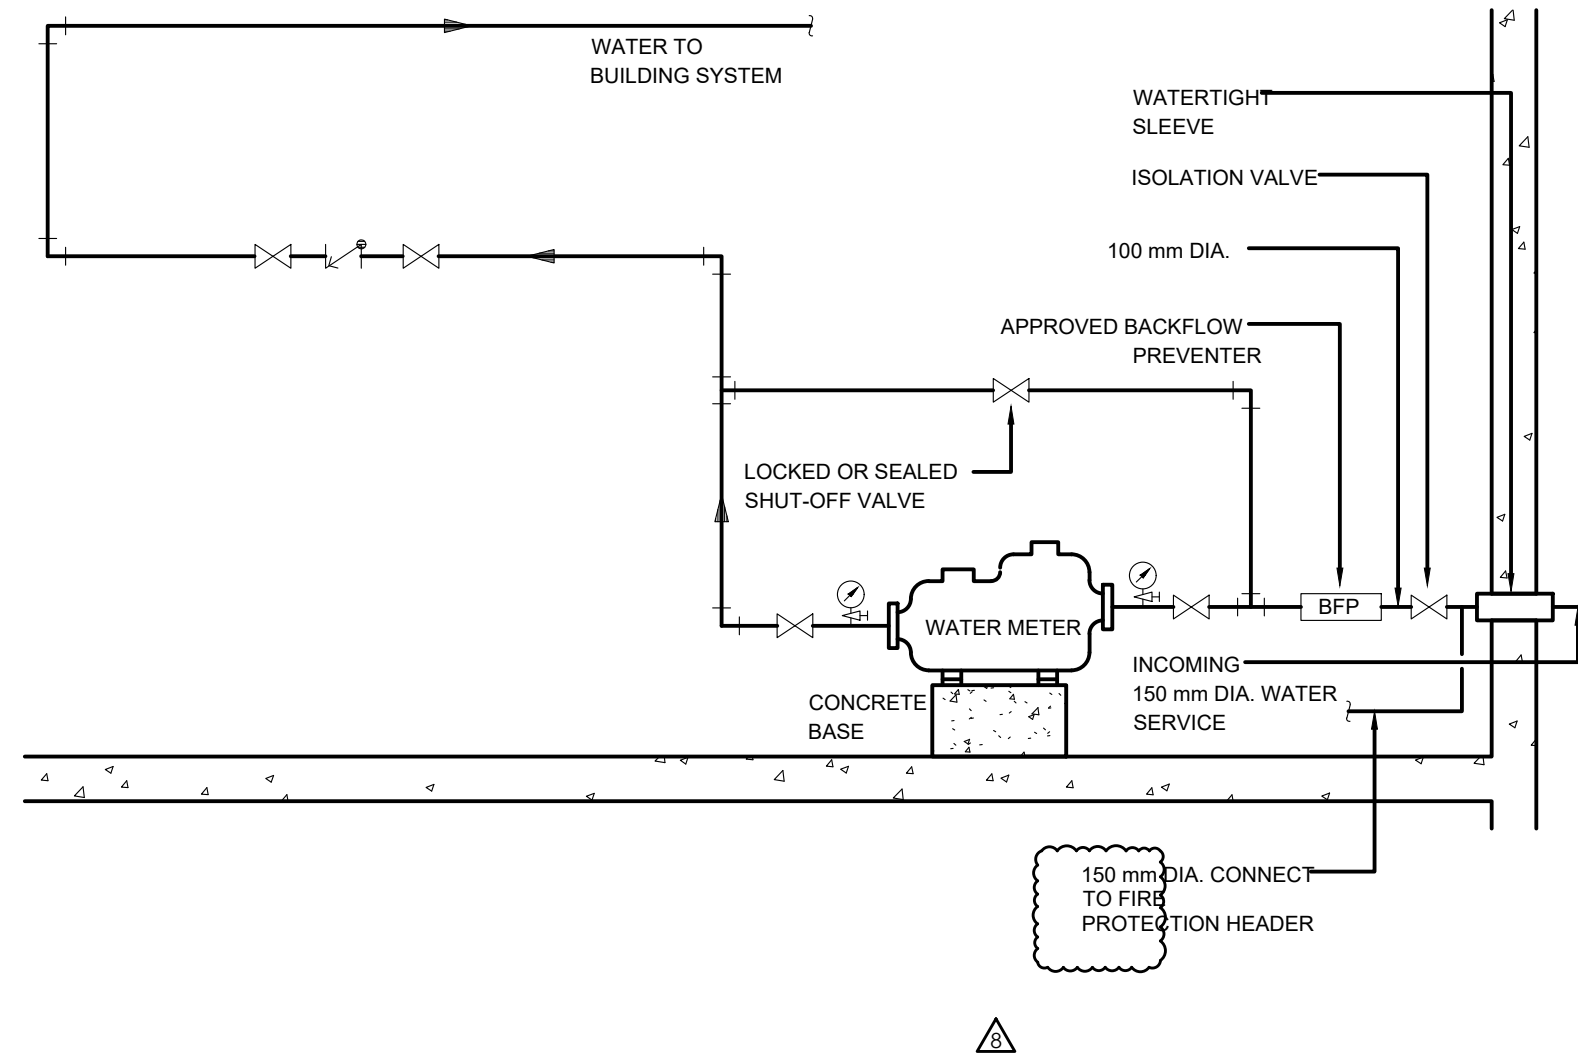 WATER TO
BUILDING SYSTEM
WATERTIGHT
SLEEVE
ISOLATION VALVE
100 mm DIA.
APPROVED BACKFLOW
PREVENTER
LOCKED OR SEALED
SHUT-OFF VALVE
BFP
WATER METER
INCOMING
150 mm DIA. WATER
SERVICE
CONCRETE
BASE
150 mm DIA. CONNECT
TO FIRE
PROTECTION HEADER
8